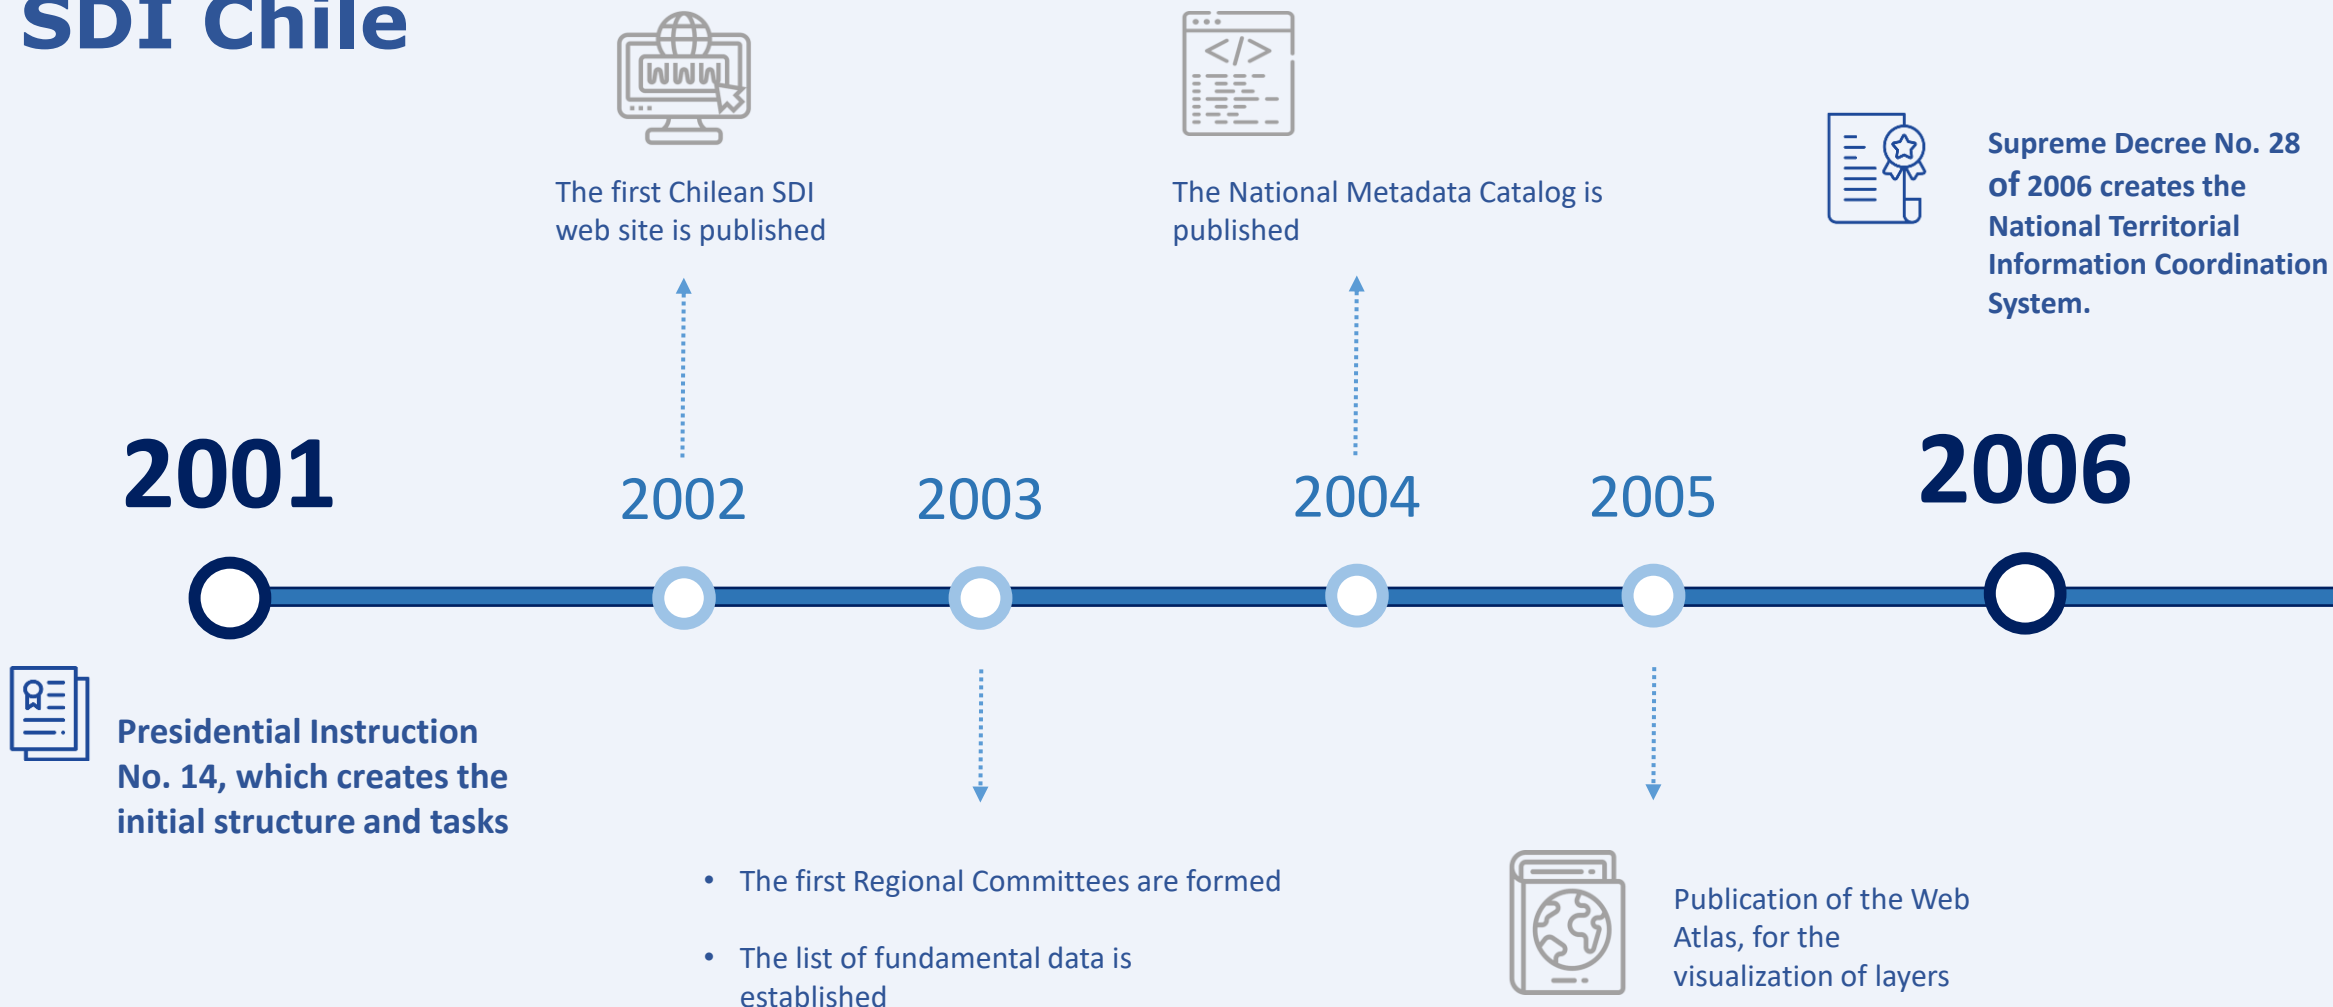 SDI Chile
WWW
</>
The first Chilean SDI
web site is published
The National Metadata Catalog is
published
Supreme Decree No. 28
of 2006 creates the
National Territorial
Information Coordination
System.
2001
2002
2003
2004
2005
2006
Presidential Instruction
No. 14, which creates the
initial structure and tasks
• The first Regional Committees are formed
• The list of fundamental data is
established
Publication of the Web
Atlas, for the
visualization of layers